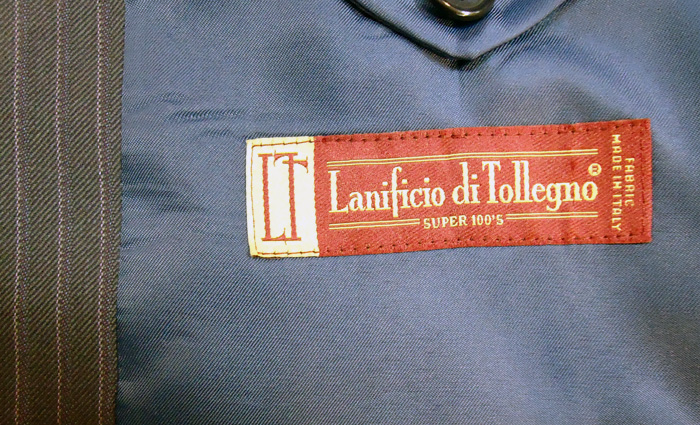 LT
Lanificio di Tollegno®
SUPER 100'S
FABRIC
MADE IN ITALY